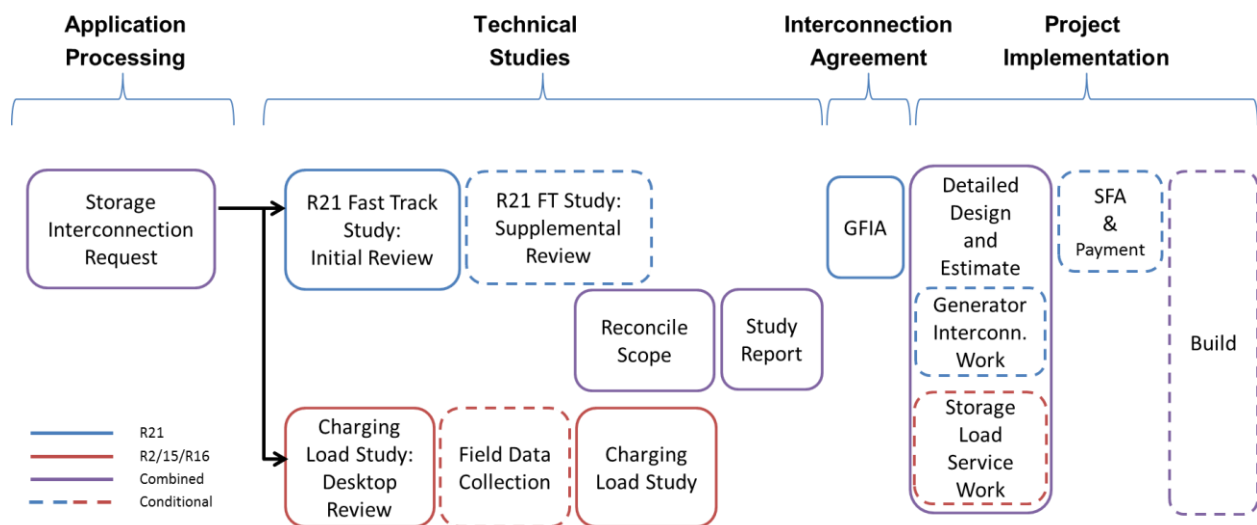 Application
Processing
Technical
Studies
Interconnection
Agreement
Project
Implementation
Storage
Interconnection
Request
R21 Fast Track
Study:
Initial Review
R21 FT Study:
Supplemental
Review
GFIA
Detailed
Design
and
Estimate
SFA
&
Payment
Generator
Interconn.
Work
Reconcile
Scope
Study
Report
Build
Charging
Load Study:
Desktop
Review
Field Data
Collection
Charging
Load Study
Storage
Load
Service
Work
R21
R2/15/R16
Combined
Conditional